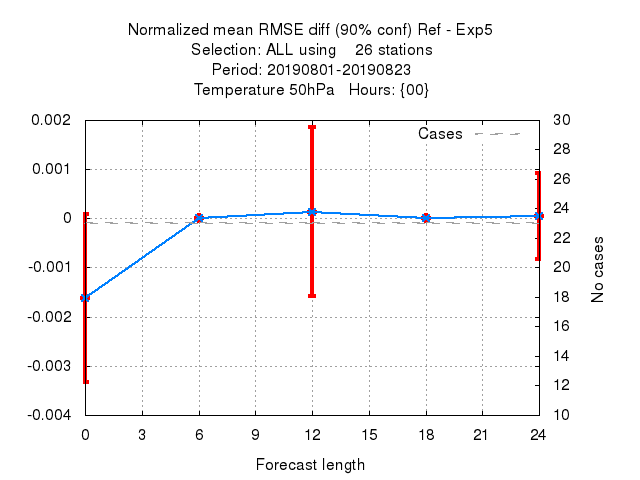 Normalized mean RMSE diff (90% conf) Ref - Exp5
Selection: ALL using 26 stations
Period: 20190801-20190823
Temperature 50hPa Hours: {00}
Cases
0.002
0.001
0
-0.001
-0.002
-0.003
-0.004
30
28
26
24
22
20
18
16
14
12
10
No cases
0 3 6 9 12 15 18 21 24
Forecast length